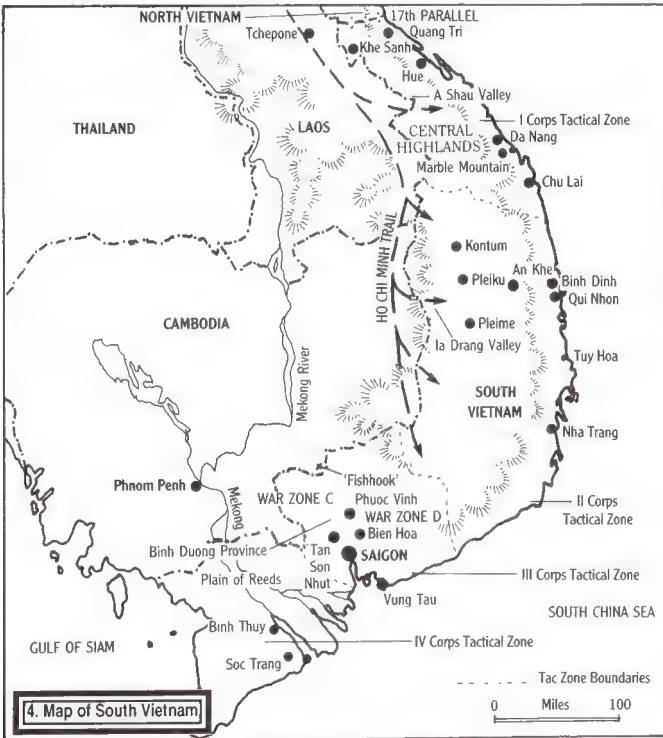 NORTH VIETNAM
17th PARALLEL
Tchepone
Quang Tri
Khe Sanh
Hue
A Shau Valley
THAILAND
LAOS
I Corps Tactical Zone
CENTRAL
HIGHLANDS
Da Nang
Marble Mountain
Chu Lai
HO CHI MINH TRAIL
Kontum
An Khe
Pleiku
Binh Dinh
Qui Nhon
CAMBODIA
Pleime
Ia Drang Valley
Tuy Hoa
Mekong River
SOUTH
VIETNAM
Nha Trang
Phnom Penh
Mekong
'Fishhook'
WAR ZONE C
Phuoc Vinh
WAR ZONE D
II Corps
Tactical Zone
Bien Hoa
Binh Duong Province
Tan
Son
Nhut
SAIGON
Plain of Reeds
III Corps Tactical Zone
Vung Tau
SOUTH CHINA SEA
Binh Thuy
GULF OF SIAM
IV Corps Tactical Zone
Soc Trang
Tac Zone Boundaries
0 Miles 100
4. Map of South Vietnam